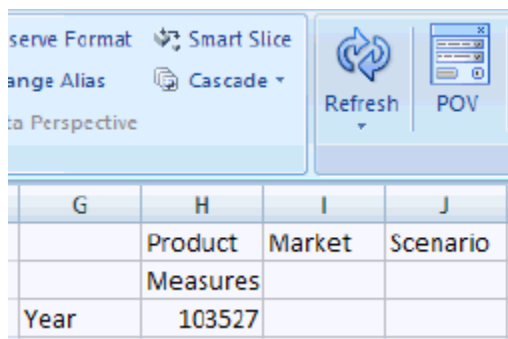 serve Format Smart Slice
ange Alias Cascade
ta Perspective
Refresh
POV
G H I J
Product Market Scenario
Measures
Year 103527